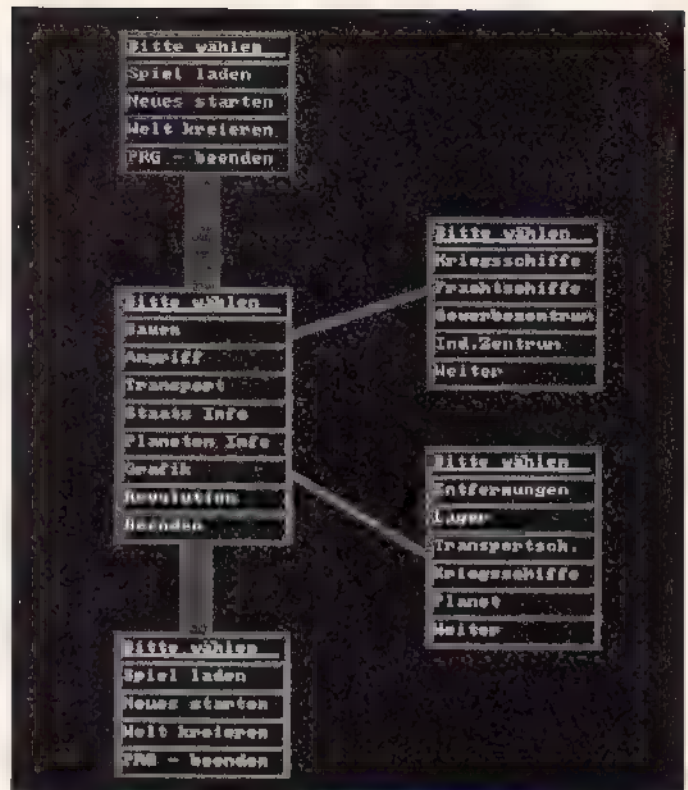 Bitte wählen
Spiel laden
Neues starten
Welt kreieren
PRG - beenden
Bitte wählen
Bauen
Angriff
Transport
Staats Info
Planeten Info
Grafik
Revolution
Beenden
Bitte wählen
Kriegsschiffe
Frachtschiffe
Gewerbezentrum
Ind.Zentrum
Weiter
Bitte wählen
Entfernungen
Lager
Transportsch.
Kriegsschiffe
Planet
Weiter
Bitte wählen
Spiel laden
Neues starten
Welt kreieren
PRG - beenden